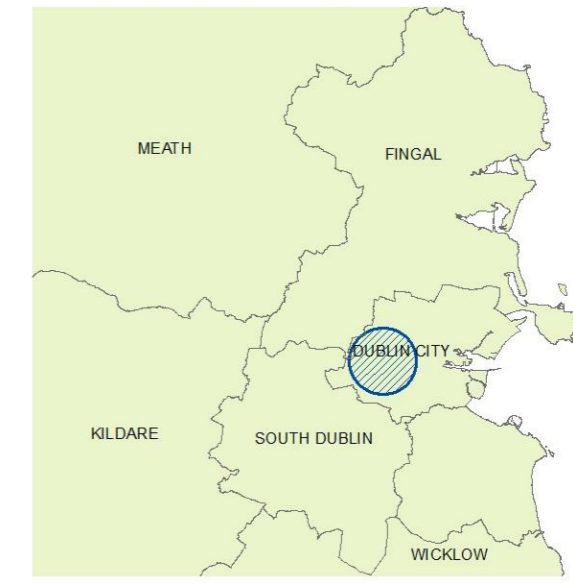 MEATH
FINGAL
DUBLIN CITY
KILDARE
SOUTH DUBLIN
WICKLOW